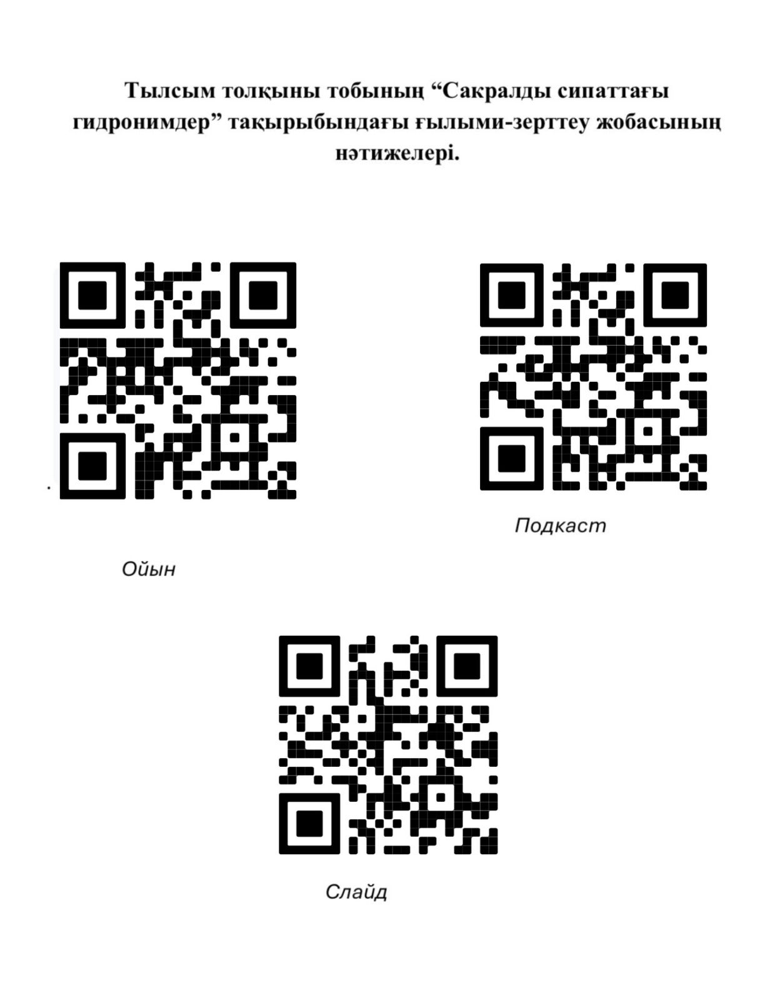 Тылсым толқыны тобының “Сакралды сипаттағы
гидронимдер” тақырыбындағы ғылыми-зерттеу жобасының
нәтижелері.
Подкаст
Ойын
Слайд